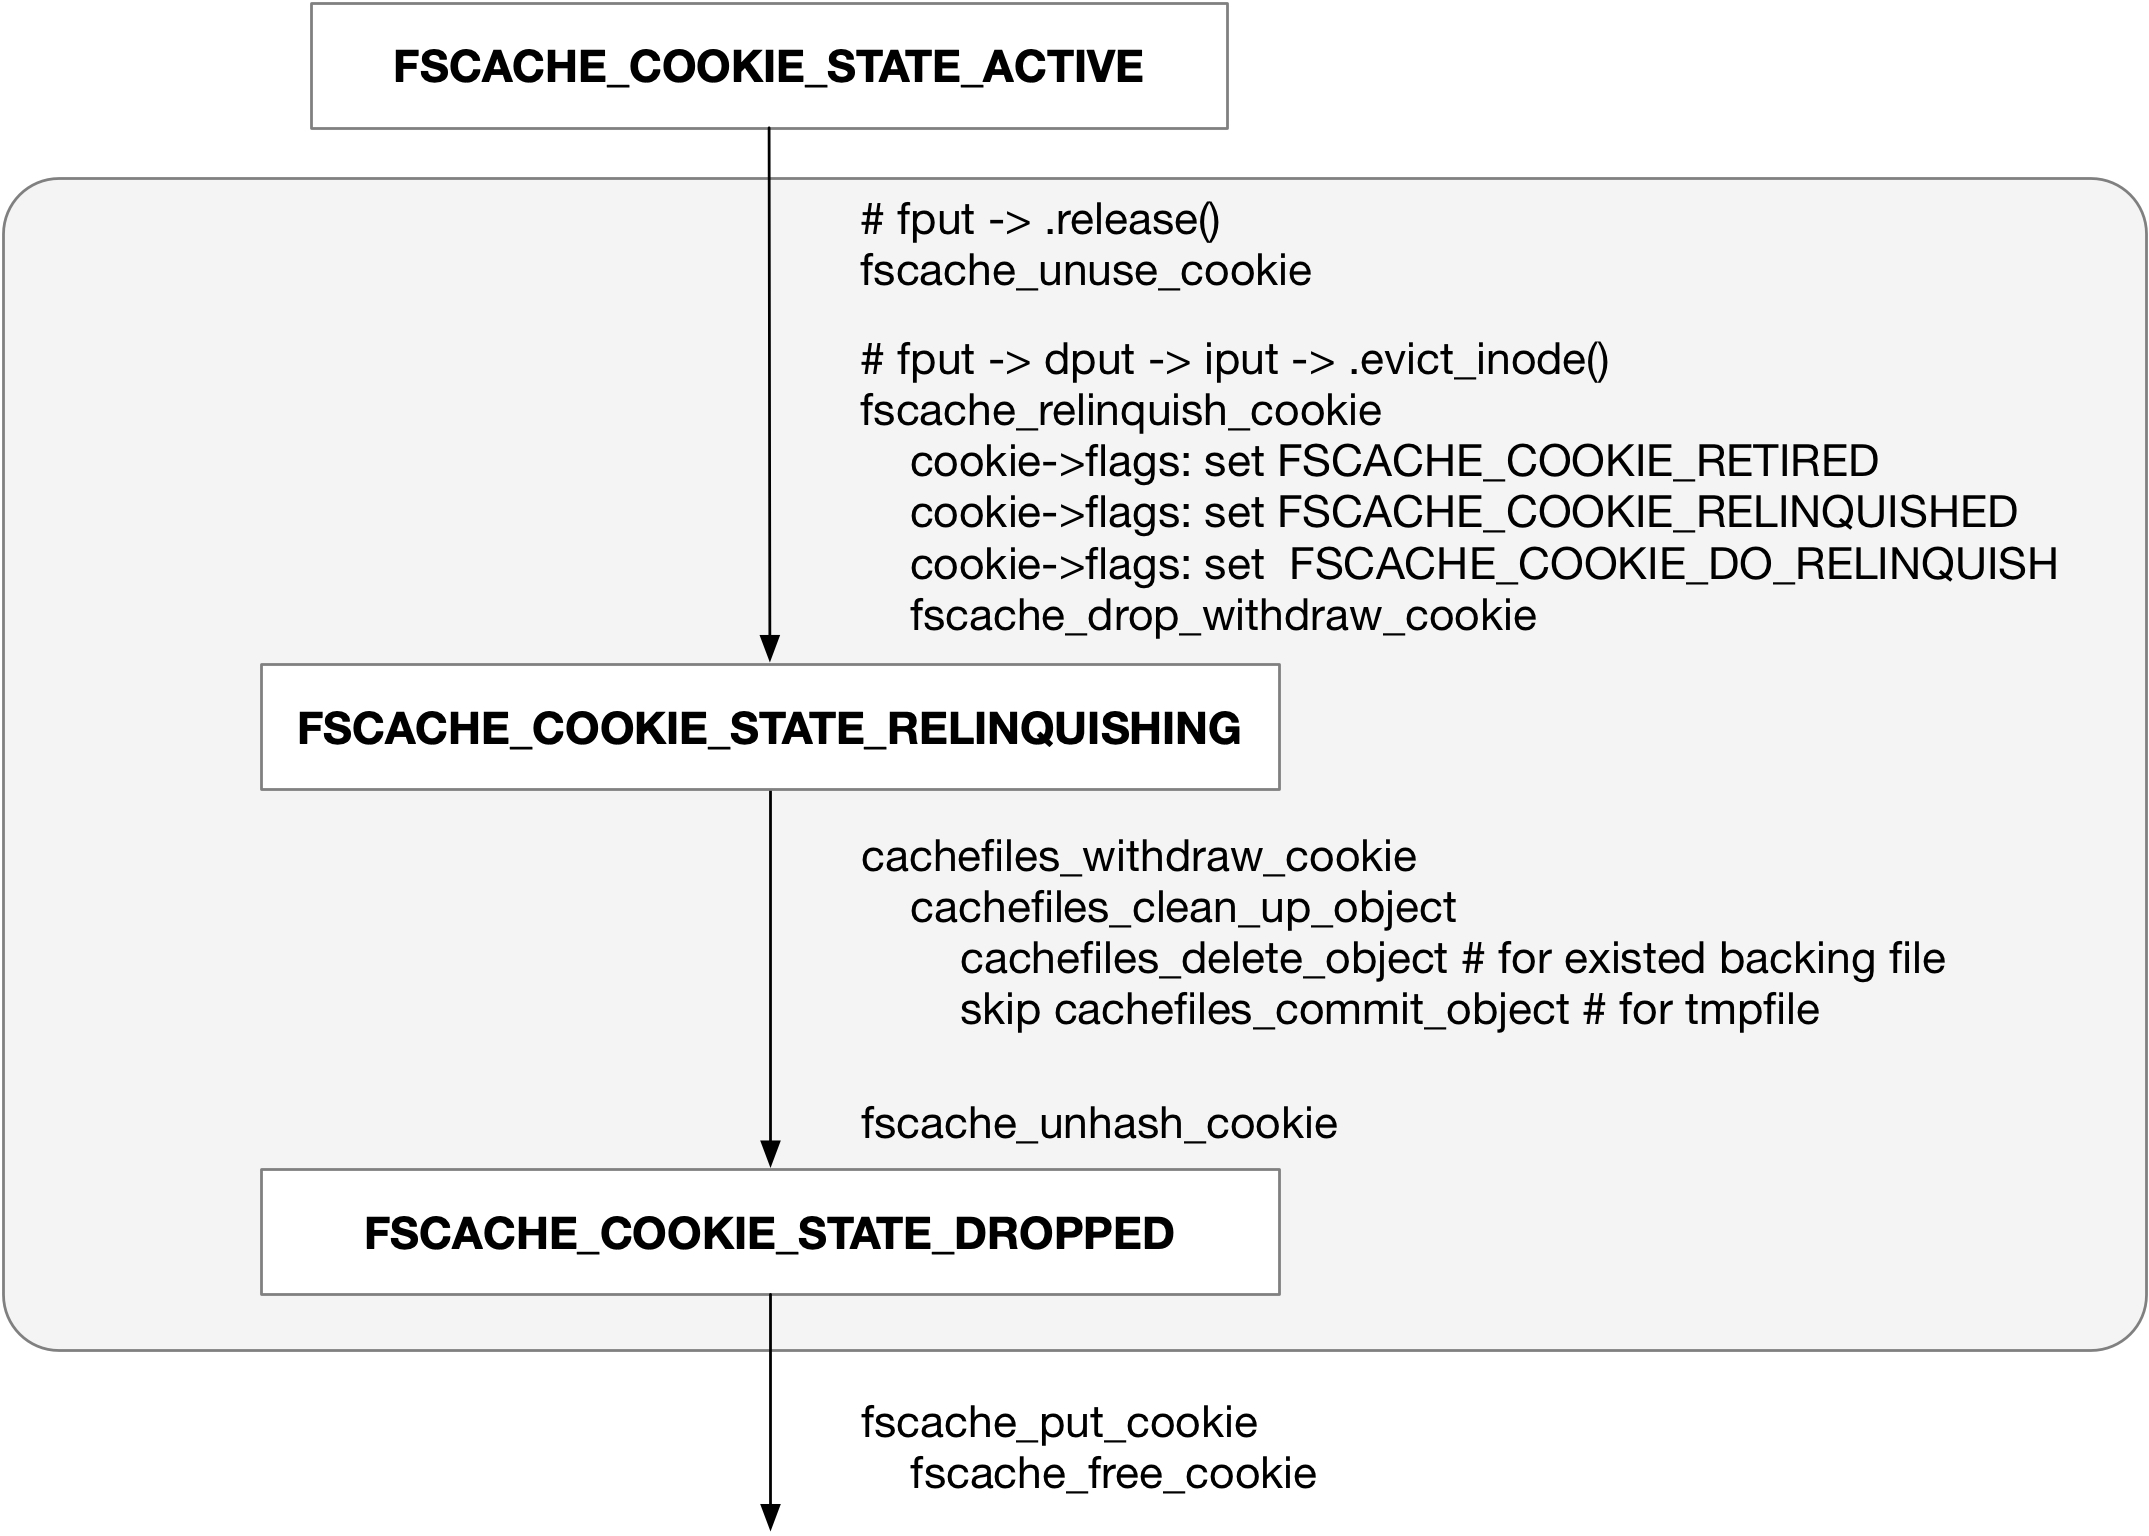 FSCACHE_COOKIE_STATE_ACTIVE
# fput -> .release()
fscache_unuse_cookie
# fput -> dput -> iput -> .evict_inode()
fscache_relinquish_cookie
cookie->flags: set FSCACHE_COOKIE_RETIRED
cookie->flags: set FSCACHE_COOKIE_RELINQUISHED
cookie->flags: set  FSCACHE_COOKIE_DO_RELINQUISH
fscache_drop_withdraw_cookie
FSCACHE_COOKIE_STATE_RELINQUISHING
cachefiles_withdraw_cookie
cachefiles_clean_up_object
cachefiles_delete_object # for existed backing file
skip cachefiles_commit_object # for tmpfile
fscache_unhash_cookie
FSCACHE_COOKIE_STATE_DROPPED
fscache_put_cookie
fscache_free_cookie